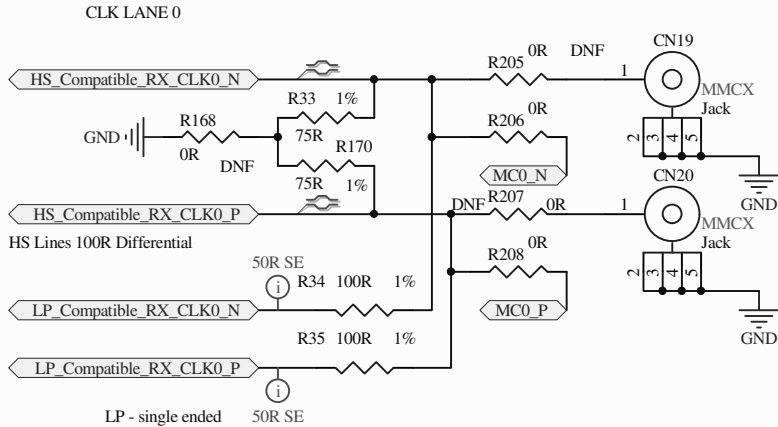 CLK LANE 0
CN19
0R
DNF
R205
1
HS_Compatible_RX_CLK0_N
MMCX
Jack
R33
1%
0R
R206
R168
GND
75R
2
3
4
5
0R
R170
DNF
MC0_N
75R
1%
GND
CN20
DNF
R207
0R
1
HS_Compatible_RX_CLK0_P
MMCX
Jack
HS Lines 100R Differential
0R
R208
50R SE
2
3
4
5
i
R34
100R
1%
LP_Compatible_RX_CLK0_N
MC0_P
GND
R35
100R
1%
LP_Compatible_RX_CLK0_P
i
LP - single ended
50R SE